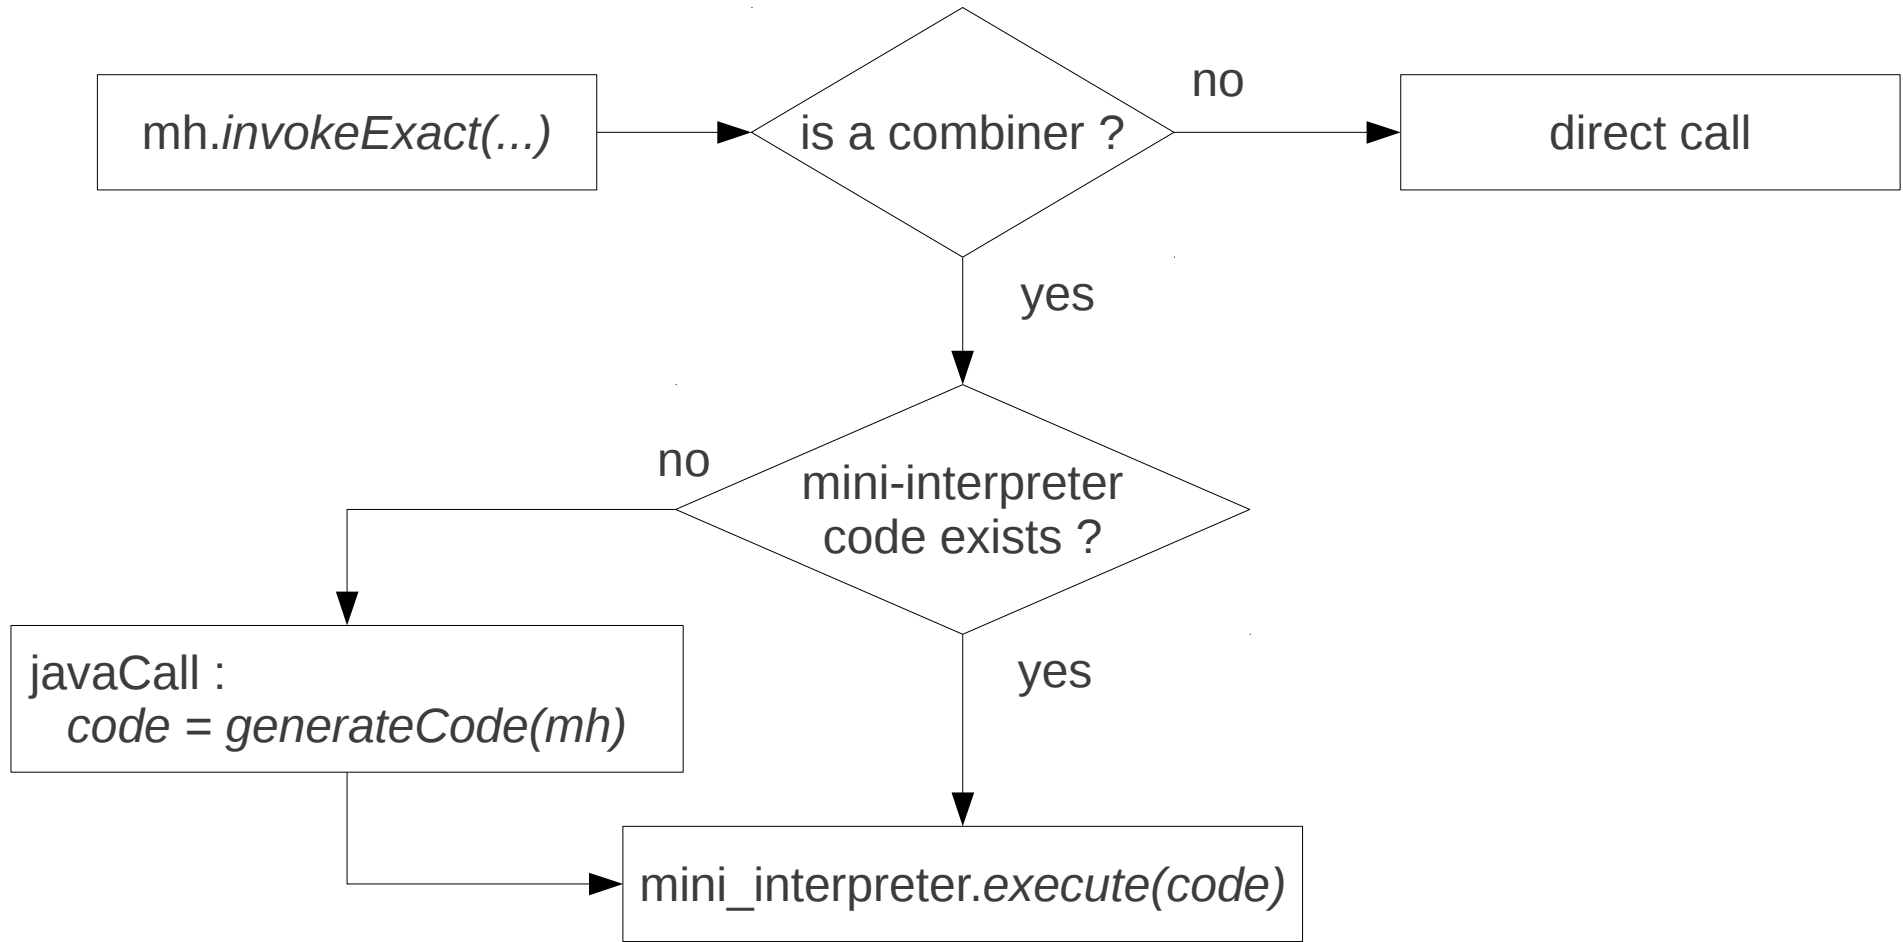 mh.invokeExact(...)
is a combiner ?
no
direct call
yes
no
mini-interpreter
code exists ?
javaCall :
code = generateCode(mh)
yes
mini_interpreter.execute(code)